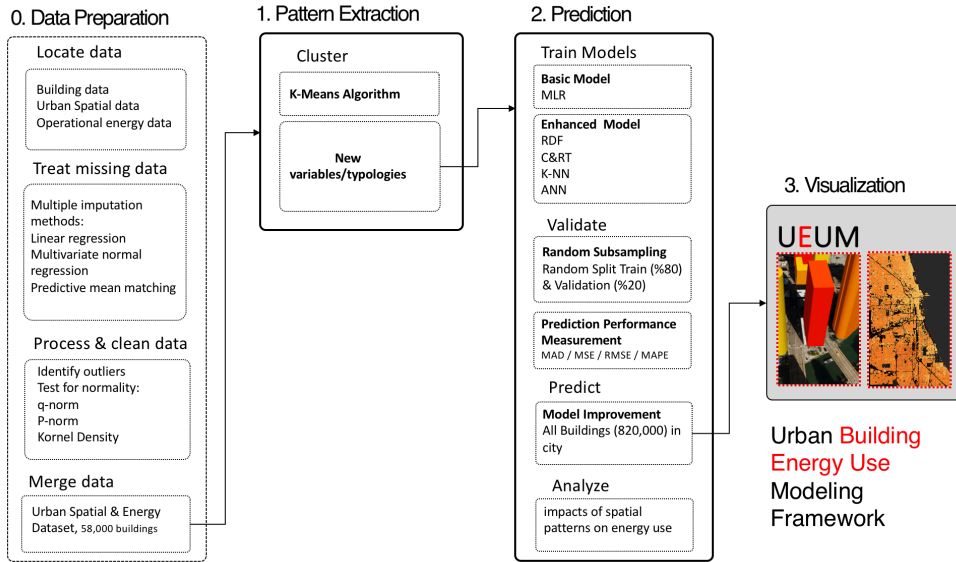 0. Data Preparation
Locate data
Building data
Urban Spatial data
Operational energy data
Treat missing data
Multiple imputation
methods:
Linear regression
Multivariate normal
regression
Predictive mean matching
Process & clean data
Identify outliers
Test for normality:
q-norm
P-norm
Kornel Density
Merge data
Urban Spatial & Energy
Dataset, 58,000 buildings
1. Pattern Extraction
Cluster
K-Means Algorithm
New
variables/typologies
2. Prediction
Train Models
Basic Model
MLR
Enhanced Model
RDF
C&RT
K-NN
ANN
Validate
Random Subsampling
Random Split Train (%80)
& Validation (%20)
Prediction Performance
Measurement
MAD / MSE / RMSE / MAPE
Predict
Model Improvement
All Buildings (820,000) in
city
Analyze
impacts of spatial
patterns on energy use
3. Visualization
UEUM
Urban Building
Energy Use
Modeling
Framework